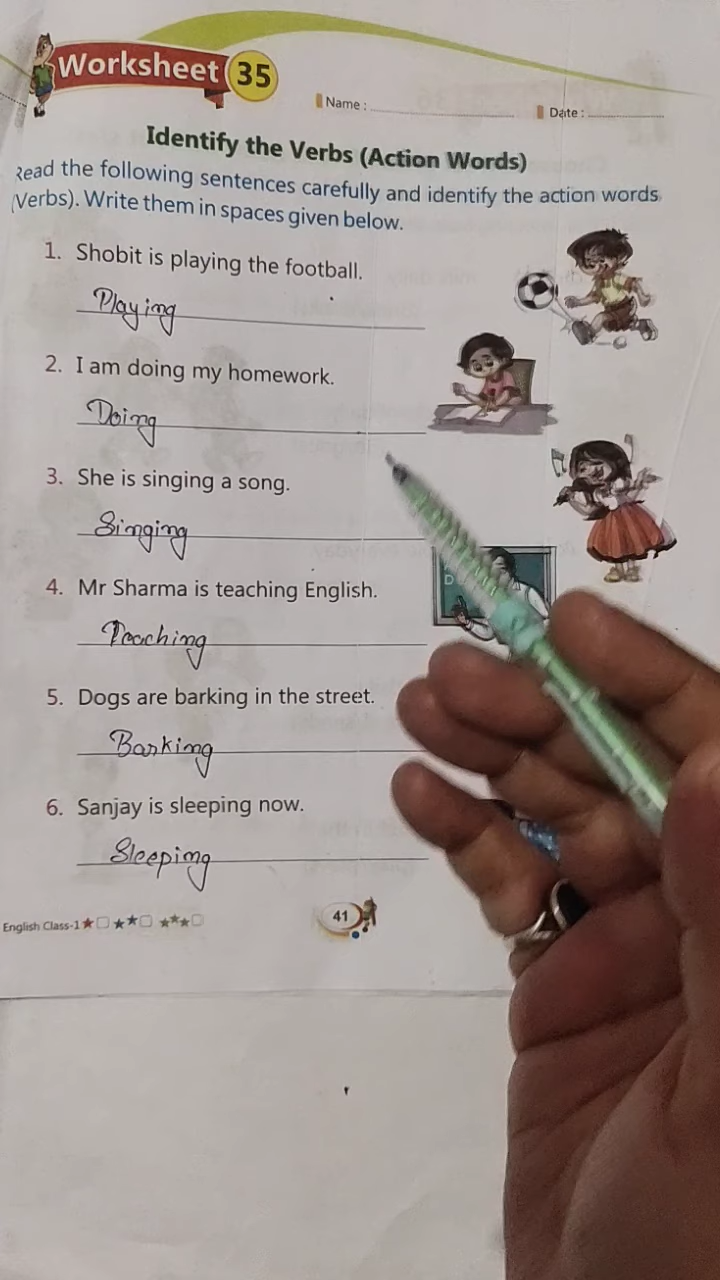 Worksheet 35
Name : Date :
Identify the Verbs (Action Words)
Read the following sentences carefully and identify the action words
(Verbs). Write them in spaces given below.
1. Shobit is playing the football.
Playing
2. I am doing my homework.
Doing
3. She is singing a song.
Singing
4. Mr Sharma is teaching English.
D
Teaching
5. Dogs are barking in the street.
Barking
6. Sanjay is sleeping now.
Sleeping
English Class-1
41